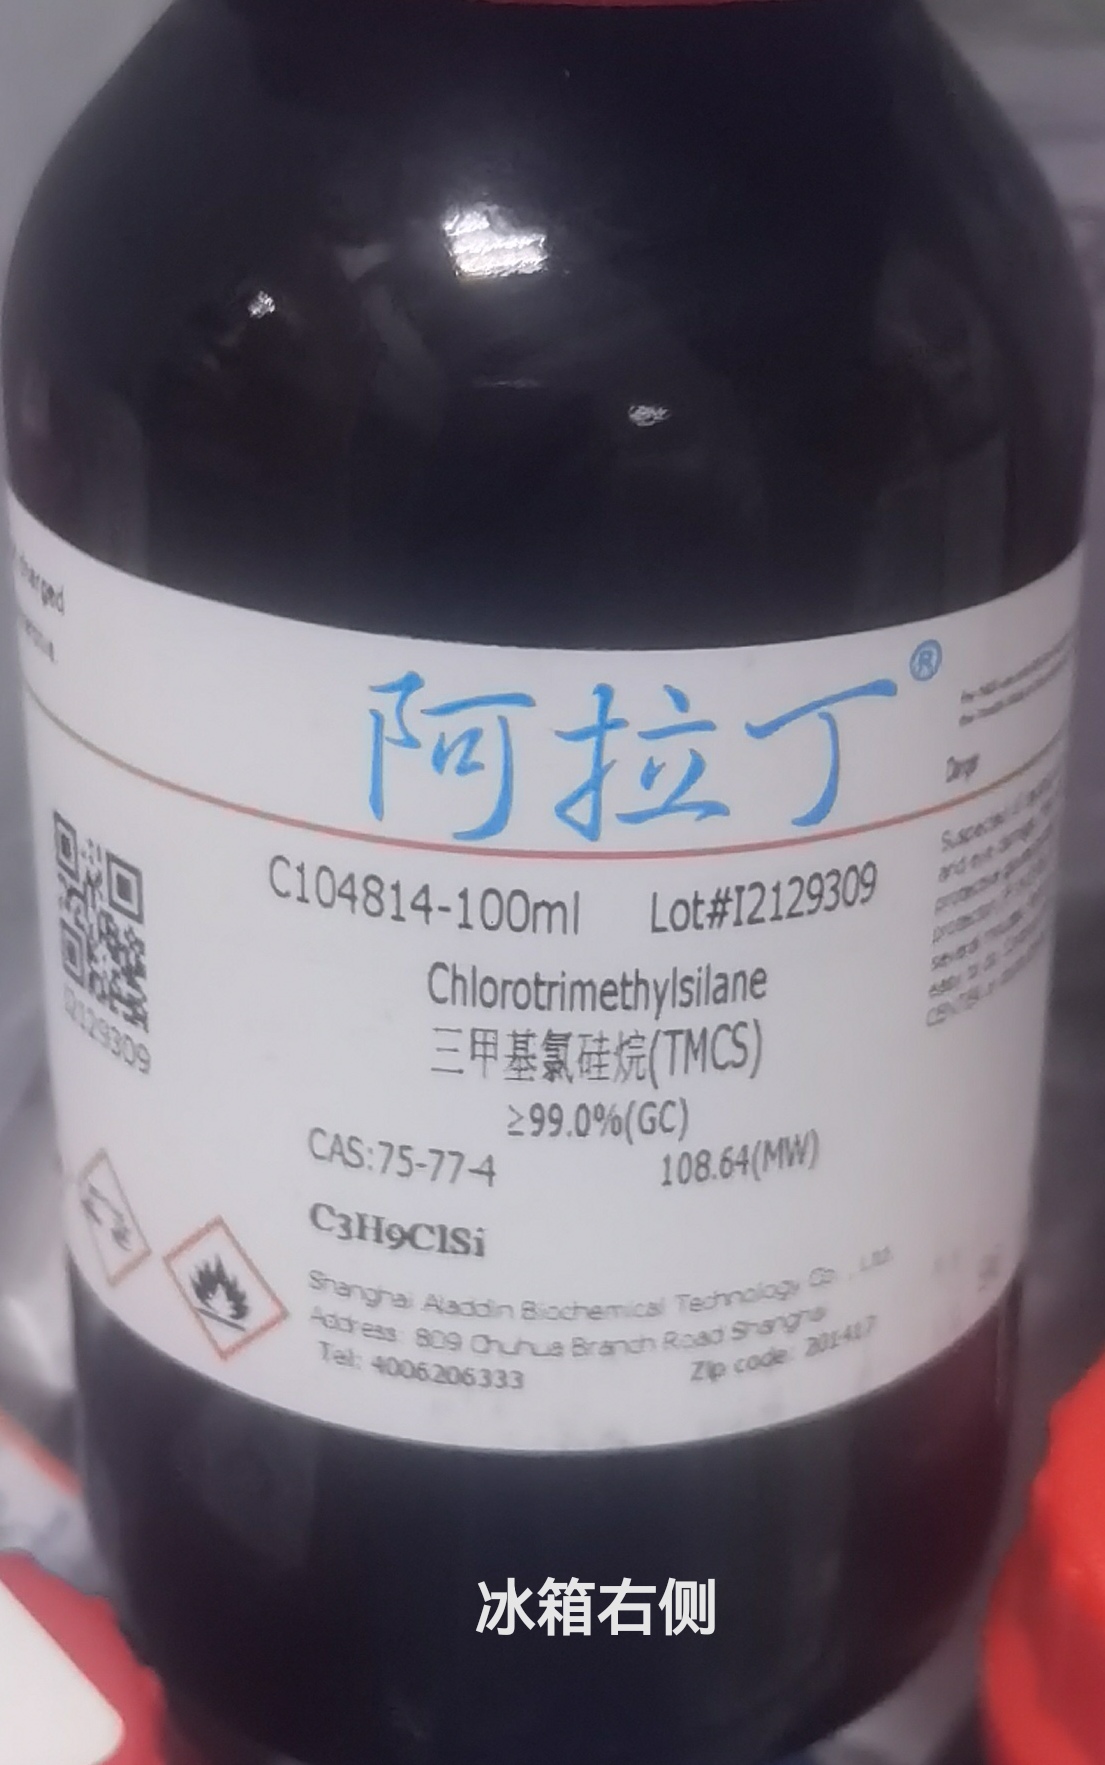 阿拉丁®
Danger
C104814-100ml Lot#I2129309
Chlorotrimethylsilane
三甲基氯硅烷(TMCS)
≥99.0%(GC)
CAS:75-77-4 108.64(MW)
C3H9ClSi
I2129309
Shanghai Aladdin Biochemical Technology Co., Ltd.
Address: 809 Chuhua Branch Road Shanghai
Tel: 4006206333 Zip code: 201417
冰箱右侧